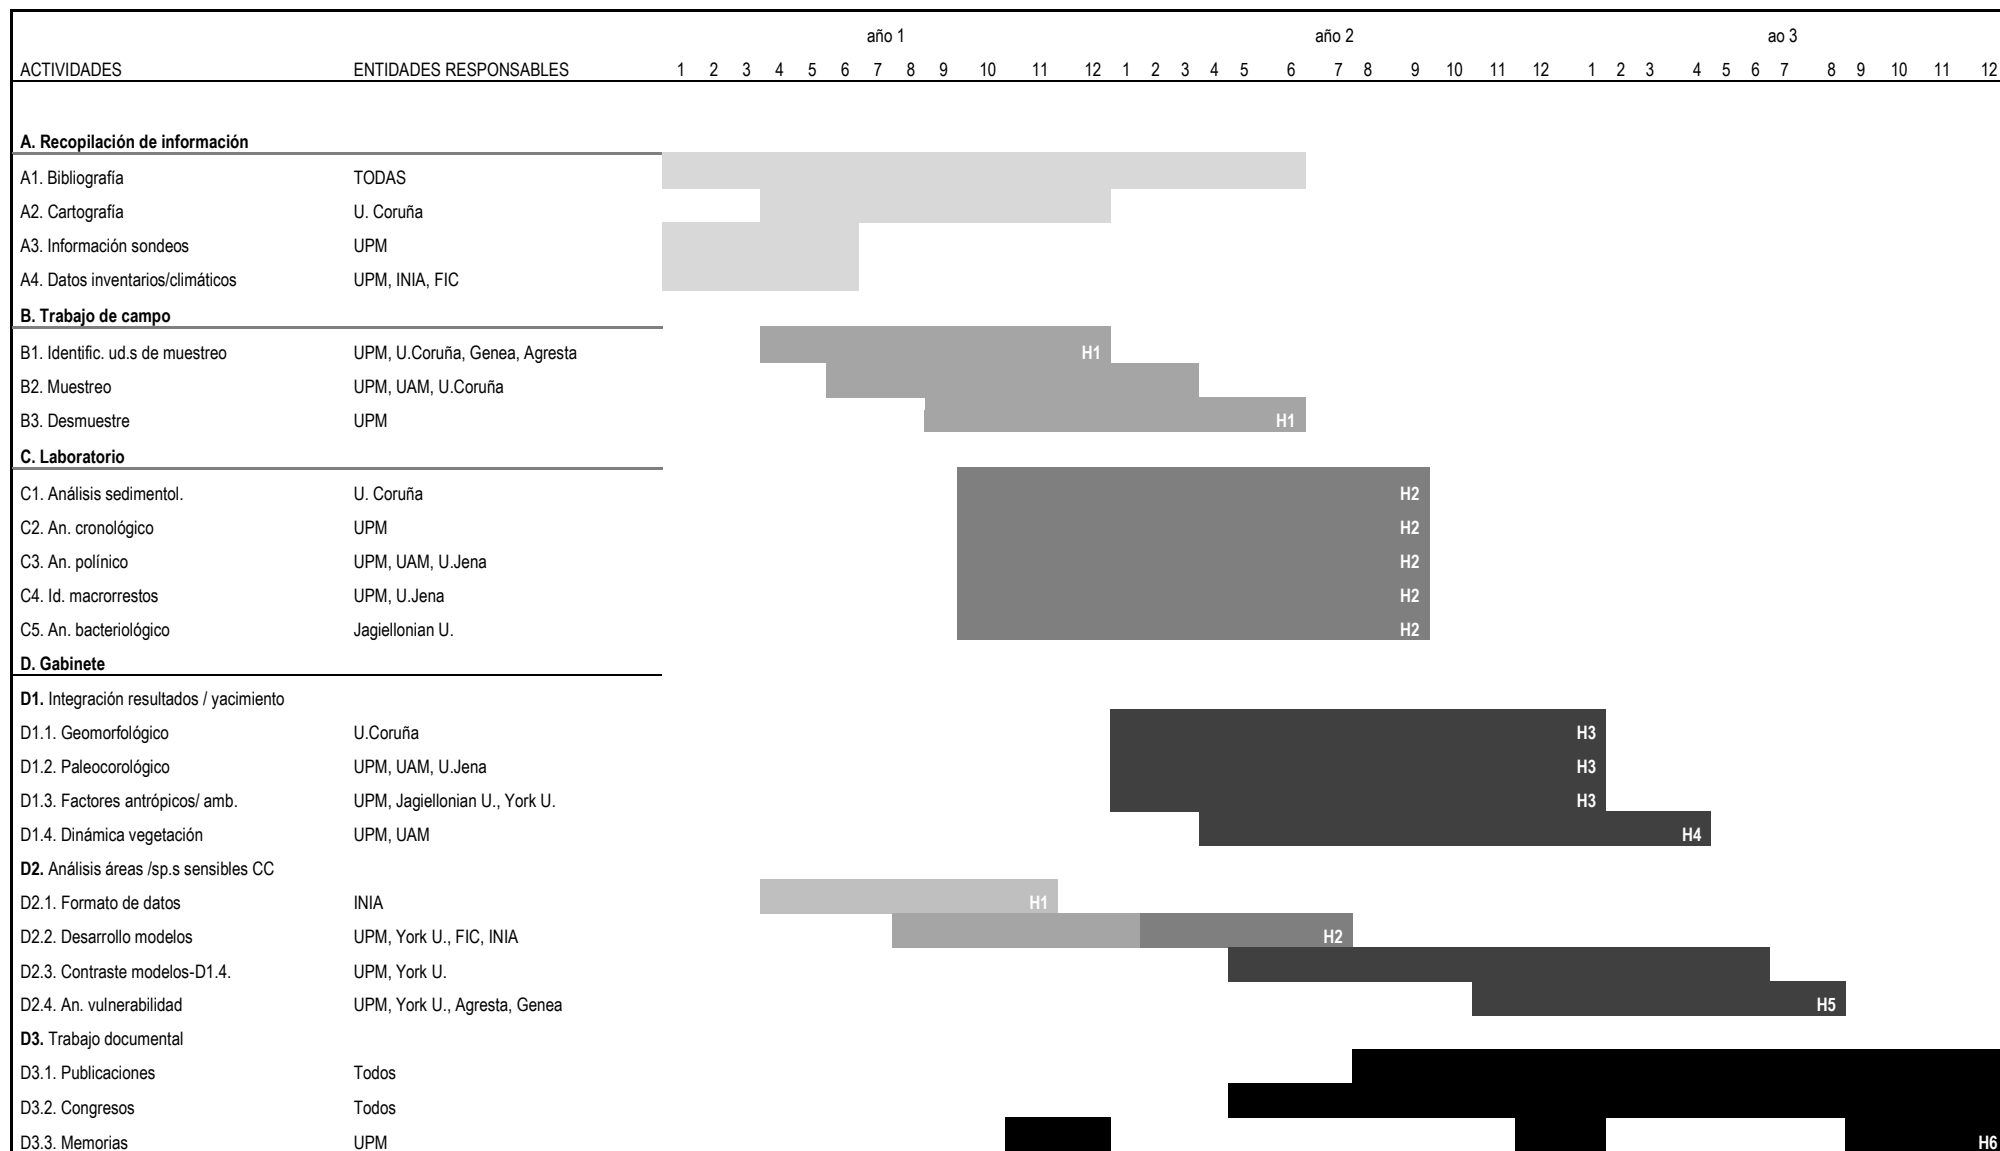 año 1 año 2 ao 3
ACTIVIDADES ENTIDADES RESPONSABLES 1 2 3 4 5 6 7 8 9 10 11 12 1 2 3 4 5 6 7 8 9 10 11 12 1 2 3 4 5 6 7 8 9 10 11 12
A. Recopilación de información
A1. Bibliografía TODAS
A2. Cartografía U. Coruña
A3. Información sondeos UPM
A4. Datos inventarios/climáticos UPM, INIA, FIC
B. Trabajo de campo
B1. Identific. ud.s de muestreo UPM, U.Coruña, Genea, Agresta H1
B2. Muestreo UPM, UAM, U.Coruña
B3. Desmuestre UPM H1
C. Laboratorio
C1. Análisis sedimentol. U. Coruña H2
C2. An. cronológico UPM H2
C3. An. polínico UPM, UAM, U.Jena H2
C4. Id. macrorrestos UPM, U.Jena H2
C5. An. bacteriológico Jagiellonian U. H2
D. Gabinete
D1. Integración resultados / yacimiento
D1.1. Geomorfológico U.Coruña H3
D1.2. Paleocorológico UPM, UAM, U.Jena H3
D1.3. Factores antrópicos/ amb. UPM, Jagiellonian U., York U. H3
D1.4. Dinámica vegetación UPM, UAM H4
D2. Análisis áreas /sp.s sensibles CC
D2.1. Formato de datos INIA H1
D2.2. Desarrollo modelos UPM, York U., FIC, INIA H2
D2.3. Contraste modelos-D1.4. UPM, York U.
D2.4. An. vulnerabilidad UPM, York U., Agresta, Genea H5
D3. Trabajo documental
D3.1. Publicaciones Todos
D3.2. Congresos Todos
D3.3. Memorias UPM H6